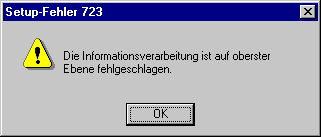 Setup-Fehler 723
Die Informationsverarbeitung ist auf oberster
Ebene fehlgeschlagen.
OK